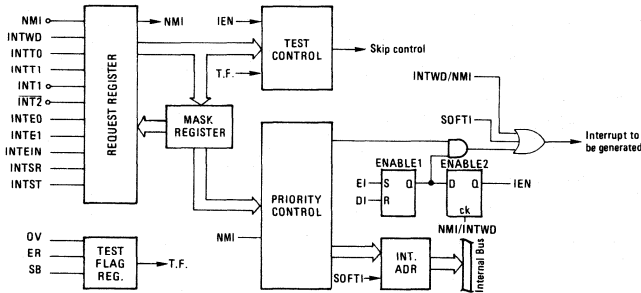 NMI
INTWD
INTT0
INTT1
INT1
INT2
INTE0
INTE1
INTEIN
INTSR
INTST
REQUEST REGISTER
NMI
IEN
T.F.
TEST
CONTROL
Skip control
MASK
REGISTER
INTWD/NMI
SOFTI
Interrupt to
be generated
PRIORITY
CONTROL
NMI
ENABLE1
ENABLE2
EI
DI
S
Q
R
D
Q
ck
IEN
NMI/INTWD
OV
ER
SB
TEST
FLAG
REG.
T.F.
SOFTI
INT.
ADR
Internal Bus